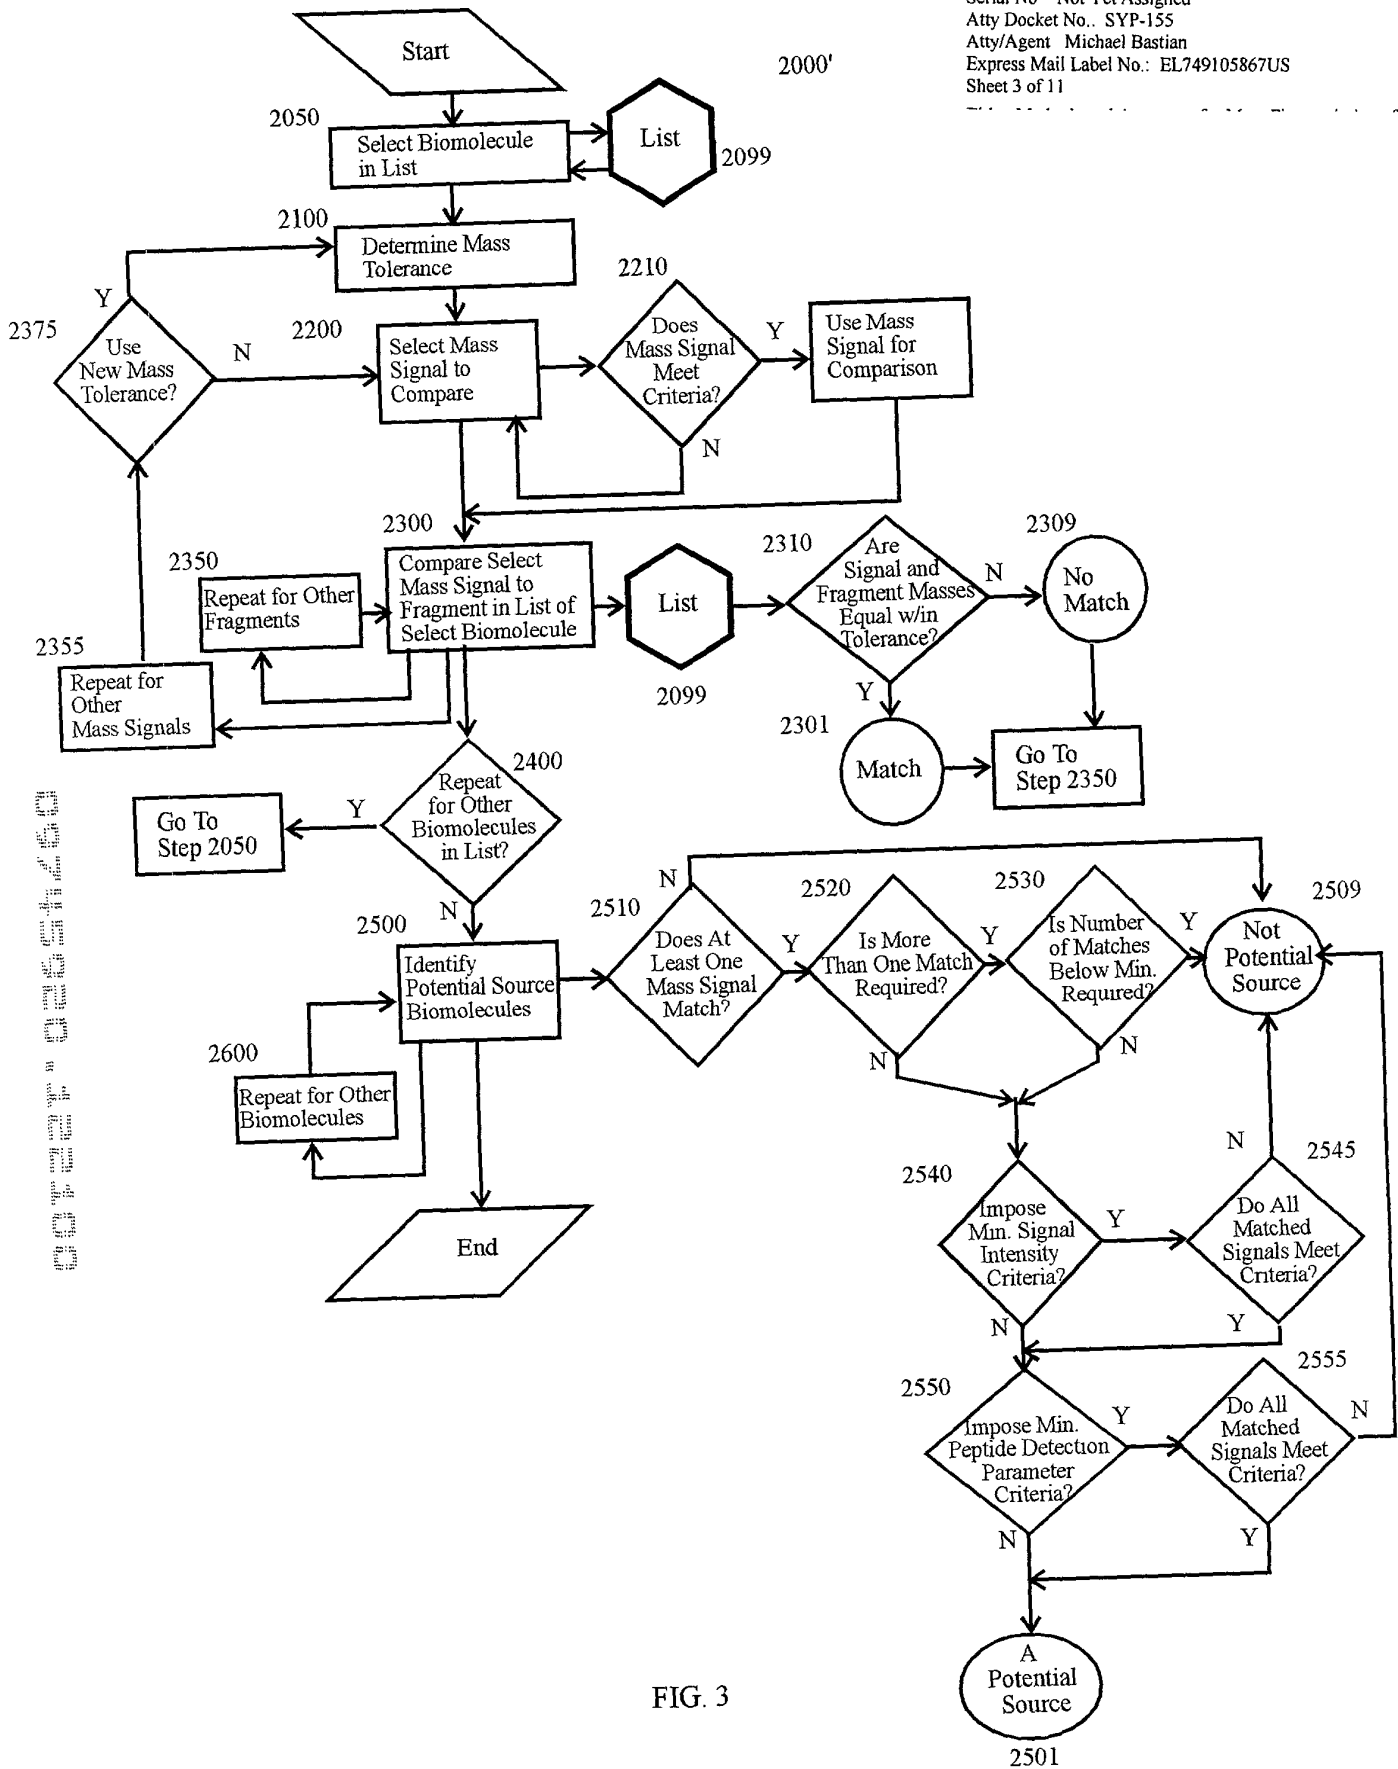 Atty Docket No.. SYP-155
Atty/Agent Michael Bastian
Express Mail Label No.: EL749105867US
Sheet 3 of 11
2000'
Start
2050
Select Biomolecule
in List
List
2099
2100
Determine Mass
Tolerance
2375
Y
Use
New Mass
Tolerance?
N
2200
Select Mass
Signal to
Compare
2210
Does
Mass Signal
Meet
Criteria?
Y
N
Use Mass
Signal for
Comparison
2300
Compare Select
Mass Signal to
Fragment in List of
Select Biomolecule
2350
Repeat for Other
Fragments
2355
Repeat for
Other
Mass Signals
List
2099
2310
Are
Signal and
Fragment Masses
Equal w/in
Tolerance?
N
Y
2309
No
Match
2301
Match
Go To
Step 2350
2400
Repeat
for Other
Biomolecules
in List?
Y
N
Go To
Step 2050
2500
Identify
Potential Source
Biomolecules
2600
Repeat for Other
Biomolecules
End
2510
N
Does At
Least One
Mass Signal
Match?
Y
2520
Is More
Than One Match
Required?
Y
N
2530
Is Number
of Matches
Below Min.
Required?
Y
N
2509
Not
Potential
Source
2540
Impose
Min. Signal
Intensity
Criteria?
Y
N
2545
N
Do All
Matched
Signals Meet
Criteria?
Y
2550
Impose Min.
Peptide Detection
Parameter
Criteria?
Y
N
2555
Do All
Matched
Signals Meet
Criteria?
N
Y
A
Potential
Source
2501
FIG. 3